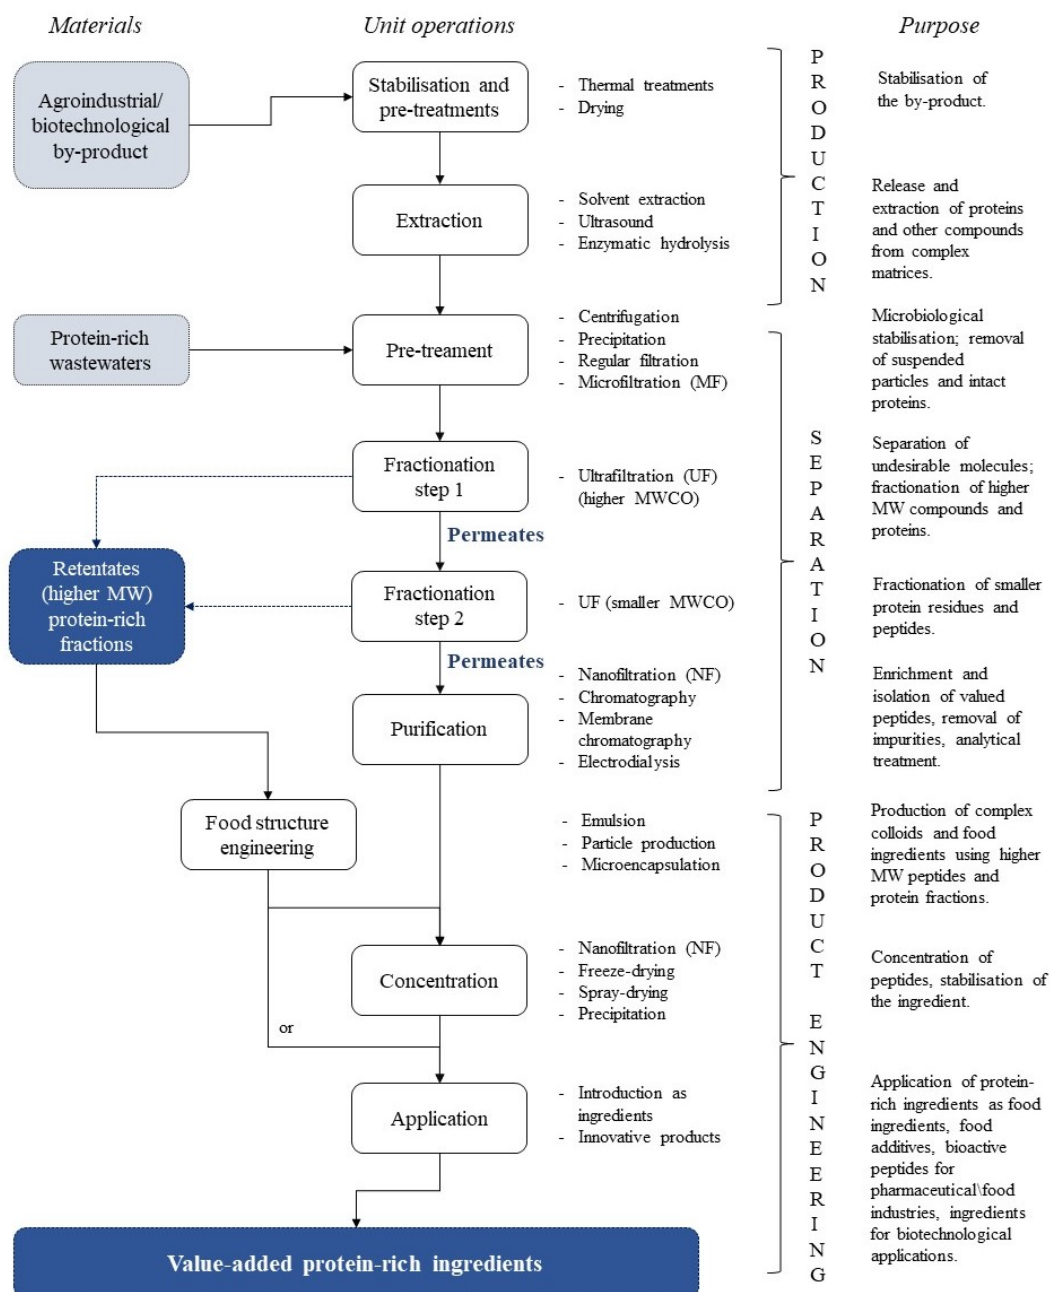 Materials
Unit operations
Purpose
Agroindustrial/
biotechnological
by-product
Stabilisation and
pre-treatments
- Thermal treatments
- Drying
Stabilisation of
the by-product.
PRODUCTION
Extraction
- Solvent extraction
- Ultrasound
- Enzymatic hydrolysis
Release and
extraction of proteins
and other compounds
from complex
matrices.
Protein-rich
wastewaters
Pre-treament
- Centrifugation
- Precipitation
- Regular filtration
- Microfiltration (MF)
Microbiological
stabilisation; removal
of suspended
particles and intact
proteins.
SEPARATION
Fractionation
step 1
- Ultrafiltration (UF)
(higher MWCO)
Separation of
undesirable molecules;
fractionation of higher
MW compounds and
proteins.
Permeates
Retentates
(higher MW)
protein-rich
fractions
Fractionation
step 2
- UF (smaller MWCO)
Fractionation of smaller
protein residues and
peptides.
Permeates
Purification
- Nanofiltration (NF)
- Chromatography
- Membrane
chromatography
- Electrodialysis
Enrichment and
isolation of valued
peptides, removal of
impurities, analytical
treatment.
Food structure
engineering
- Emulsion
- Particle production
- Microencapsulation
Production of complex
colloids and food
ingredients using higher
MW peptides and
protein fractions.
PRODUCT ENGINEERING
Concentration
- Nanofiltration (NF)
- Freeze-drying
- Spray-drying
- Precipitation
Concentration of
peptides, stabilisation of
the ingredient.
or
Application
- Introduction as
ingredients
- Innovative products
Application of protein-
rich ingredients as food
ingredients, food
additives, bioactive
peptides for
pharmaceutical\food
industries, ingredients
for biotechnological
applications.
Value-added protein-rich ingredients